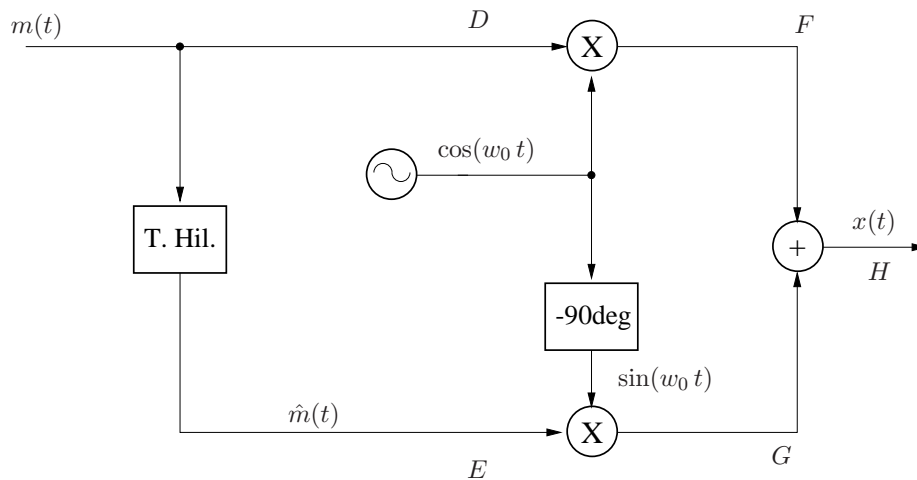 m(t)
D
F
X
cos(w₀ t)
T. Hil.
x(t)
+
H
-90deg
sin(w₀ t)
m̂(t)
X
E
G